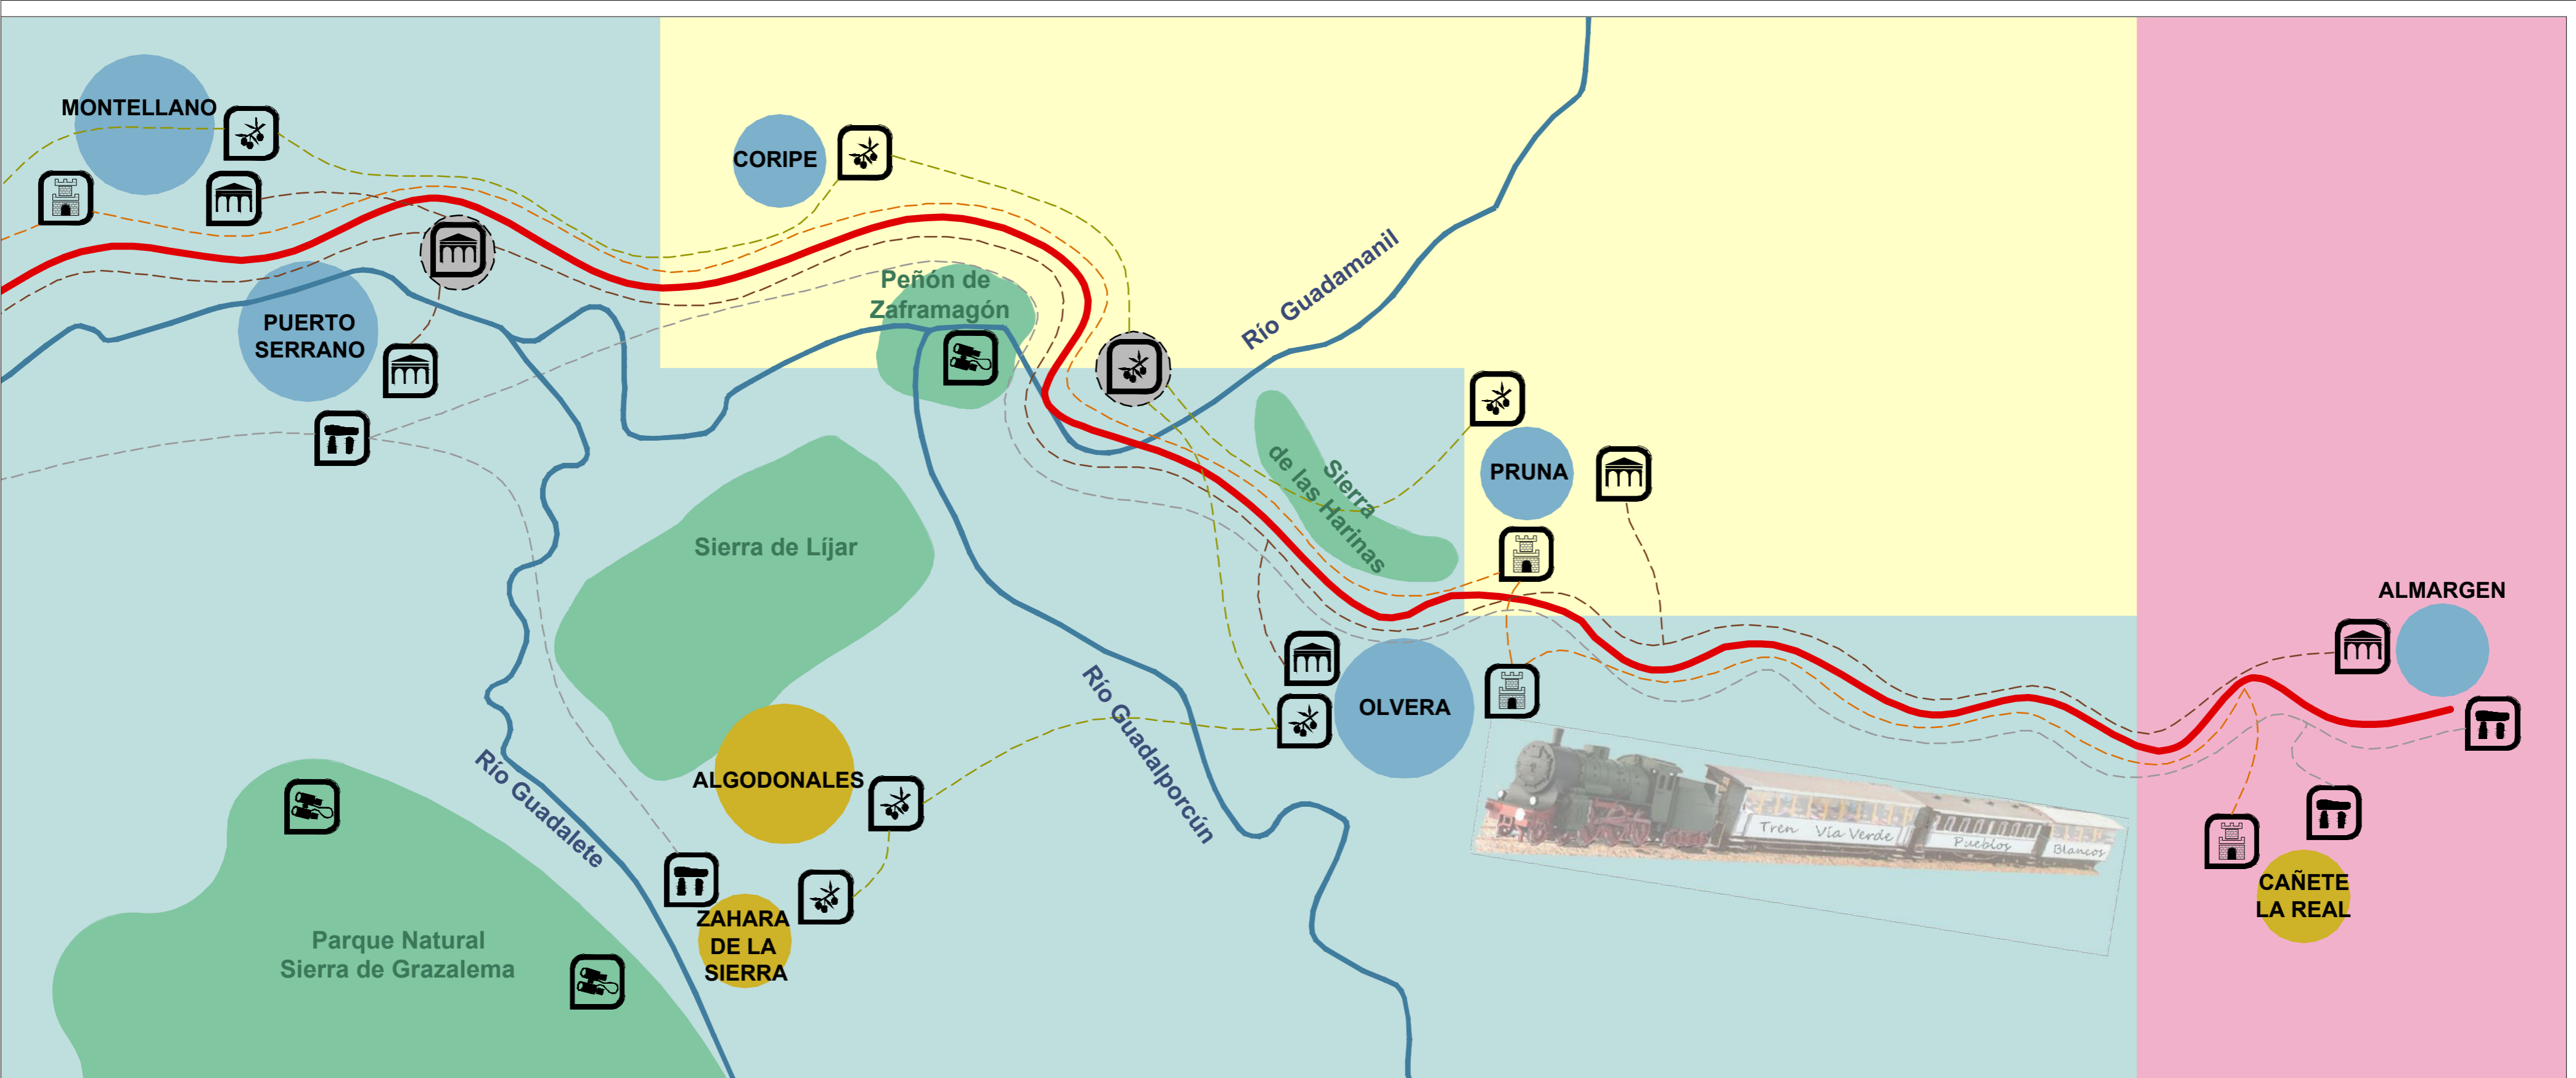 MONTELLANO
CORIPE
PUERTO
SERRANO
Peñón de
Zaframagón
Río Guadamanil
Sierra
de las Harinas
PRUNA
Sierra de Líjar
ALMARGEN
OLVERA
Río Guadalporcún
ALGODONALES
Río Guadalete
Tren Vía Verde
Pueblos
Blancos
ZAHARA
DE LA
SIERRA
CAÑETE
LA REAL
Parque Natural
Sierra de Grazalema